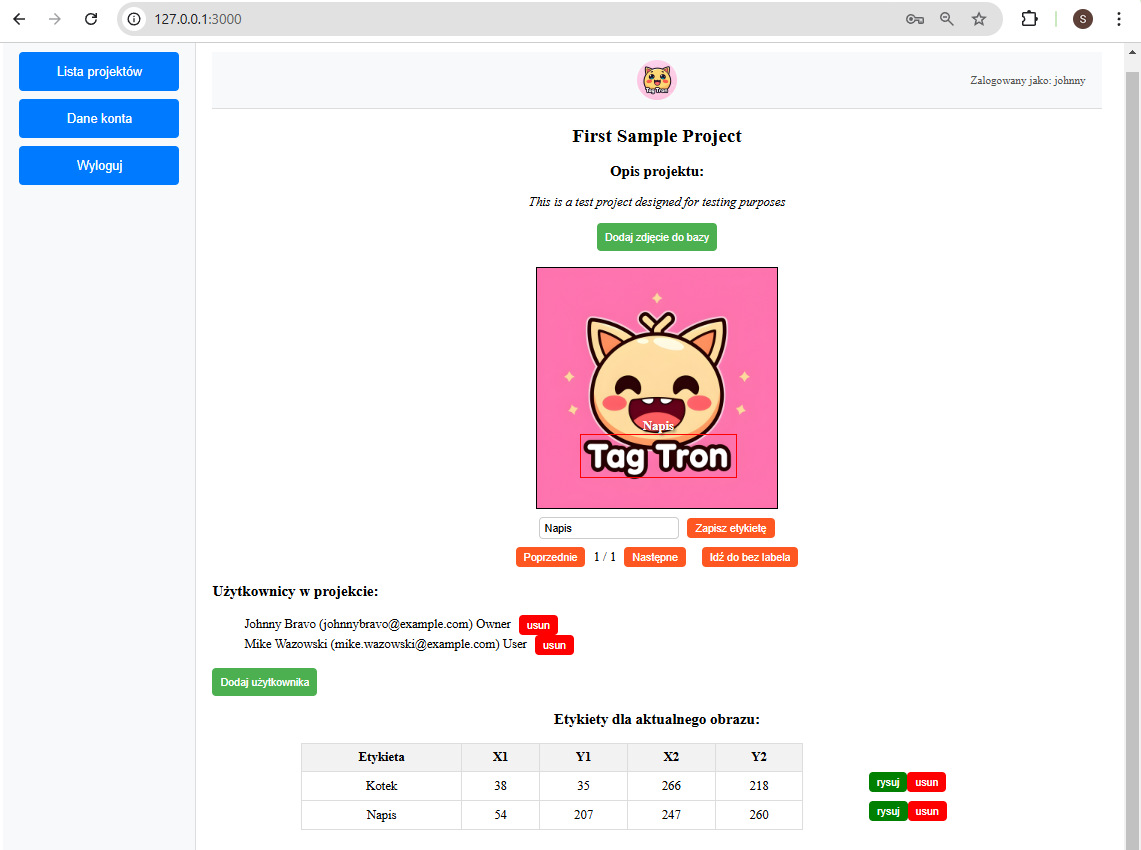 127.0.0.1:3000
S
Lista projektów
Dane konta
Wyloguj
Tag Tron
Zalogowany jako: johnny
First Sample Project
Opis projektu:
This is a test project designed for testing purposes
Dodaj zdjęcie do bazy
Napis
Tag Tron
Napis Zapisz etykietę
Poprzednie 1 / 1 Następne Idź do bez labela
Użytkownicy w projekcie:
Johnny Bravo (johnnybravo@example.com) Owner usun
Mike Wazowski (mike.wazowski@example.com) User usun
Dodaj użytkownika
Etykiety dla aktualnego obrazu:
Etykieta X1 Y1 X2 Y2
Kotek 38 35 266 218 rysuj usun
Napis 54 207 247 260 rysuj usun